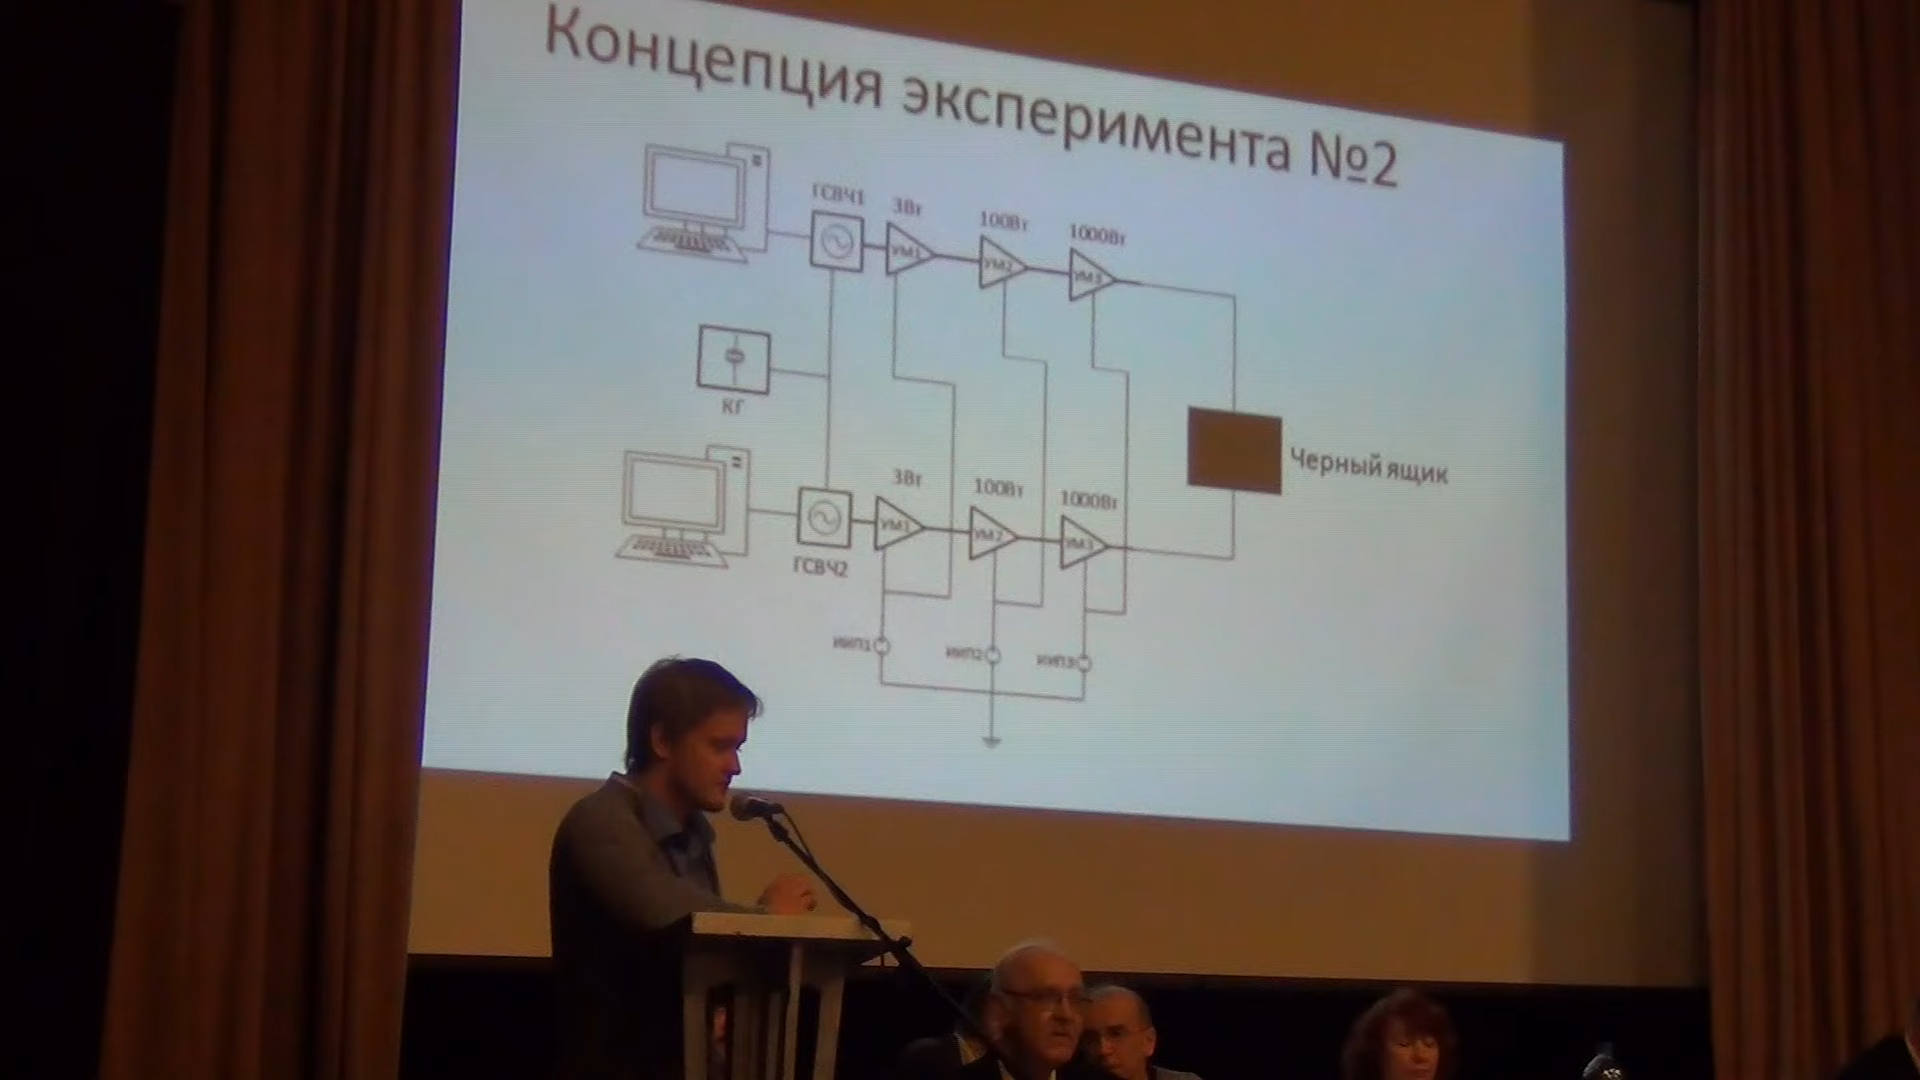 Концепция эксперимента №2
ГСВЧ1
3Вт
100Вт
1000Вт
УМ1
УМ2
УМ3
КГ
Черный ящик
3Вт
100Вт
1000Вт
УМ1
УМ2
УМ3
ГСВЧ2
ИИП1
ИИП2
ИИП3